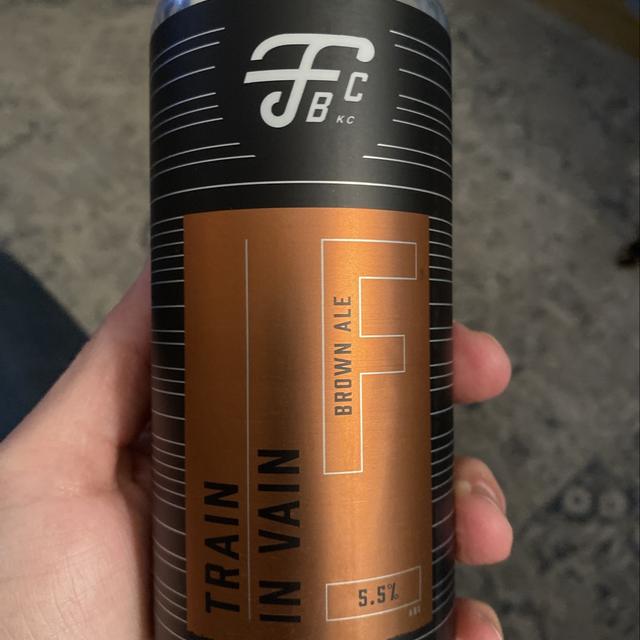 FBC
KC
TRAIN
IN VAIN
F
BROWN ALE
5.5%
ABV